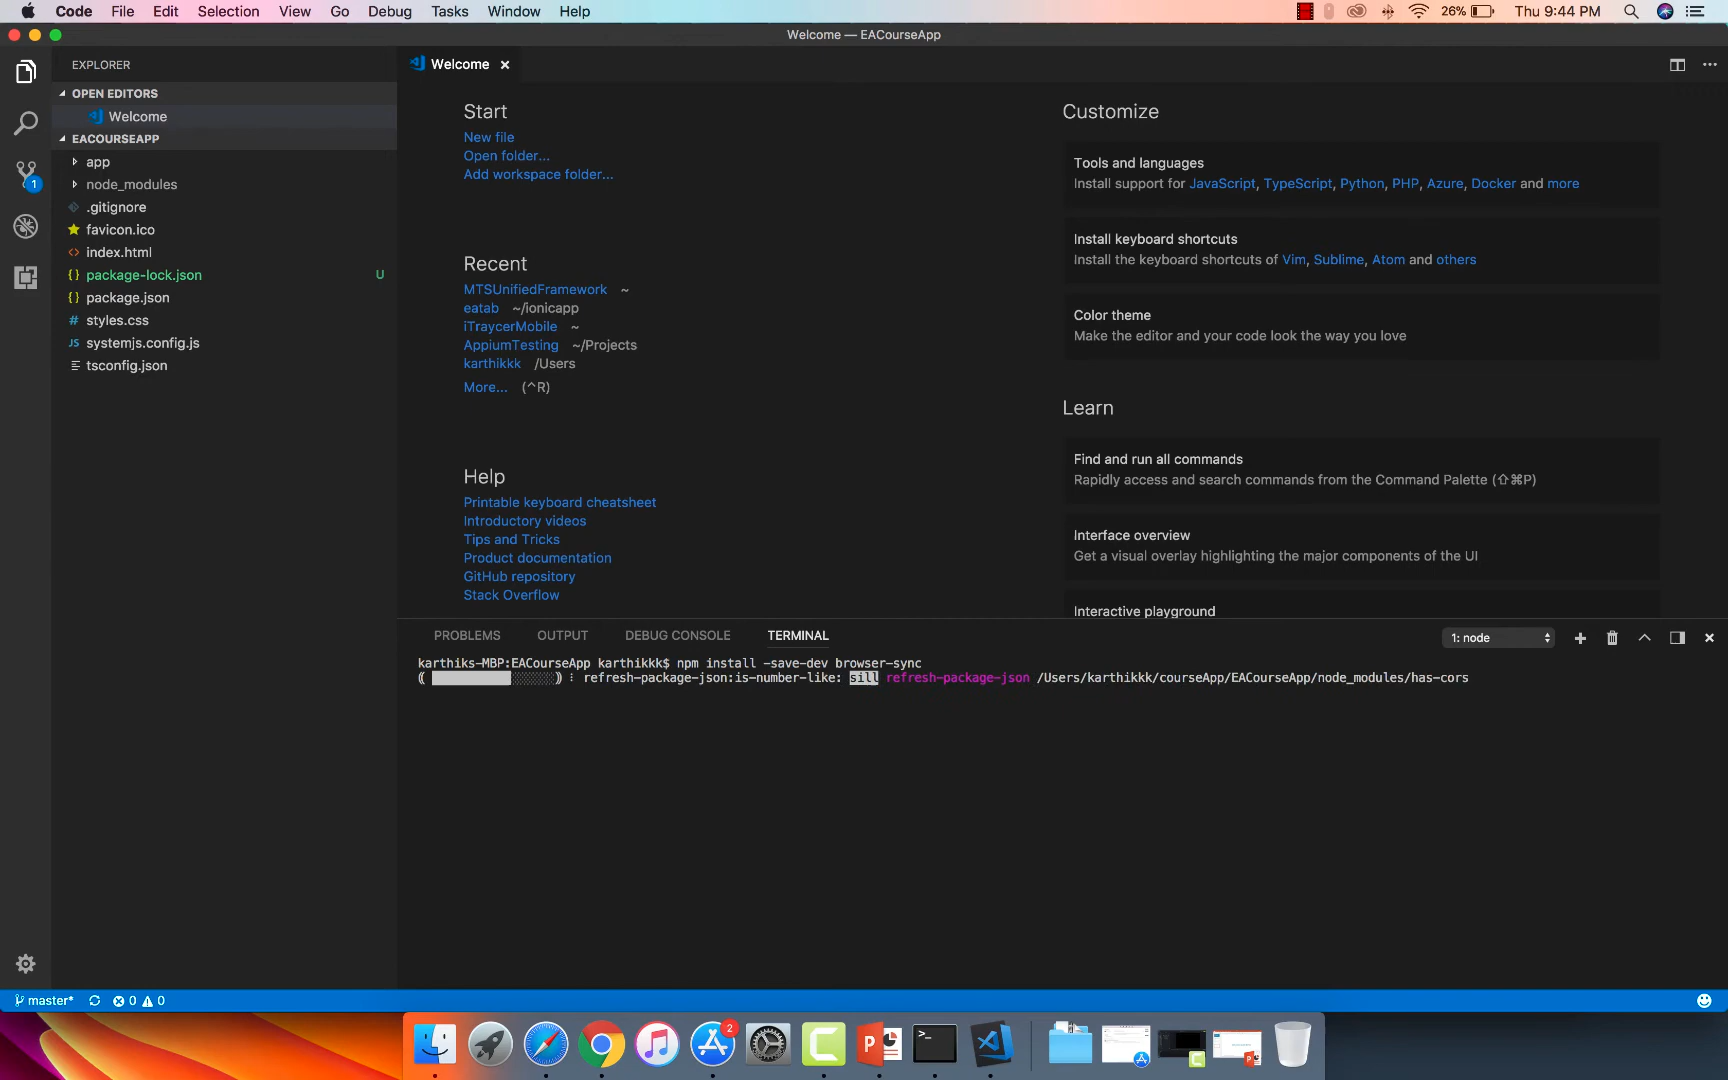 Code File Edit Selection View Go Debug Tasks Window Help 26% Thu 9:44 PM
Welcome — EACourseApp
EXPLORER
OPEN EDITORS
Welcome
EACOURSEAPP
app
node_modules
.gitignore
favicon.ico
index.html
package-lock.json U
package.json
styles.css
JS systemjs.config.js
tsconfig.json
1
Welcome ×
Start
New file
Open folder...
Add workspace folder...
Recent
MTSUnifiedFramework ~
eatab ~/ionicapp
iTraycerMobile ~
AppiumTesting ~/Projects
karthikkk /Users
More... (^R)
Help
Printable keyboard cheatsheet
Introductory videos
Tips and Tricks
Product documentation
GitHub repository
Stack Overflow
Customize
Tools and languages
Install support for JavaScript, TypeScript, Python, PHP, Azure, Docker and more
Install keyboard shortcuts
Install the keyboard shortcuts of Vim, Sublime, Atom and others
Color theme
Make the editor and your code look the way you love
Learn
Find and run all commands
Rapidly access and search commands from the Command Palette (⇧⌘P)
Interface overview
Get a visual overlay highlighting the major components of the UI
Interactive playground
PROBLEMS OUTPUT DEBUG CONSOLE TERMINAL 1: node
karthiks-MBP:EACourseApp karthikkk$ npm install -save-dev browser-sync
refresh-package-json:is-number-like: sill refresh-package-json /Users/karthikkk/courseApp/EACourseApp/node_modules/has-cors
master* 0 0
2